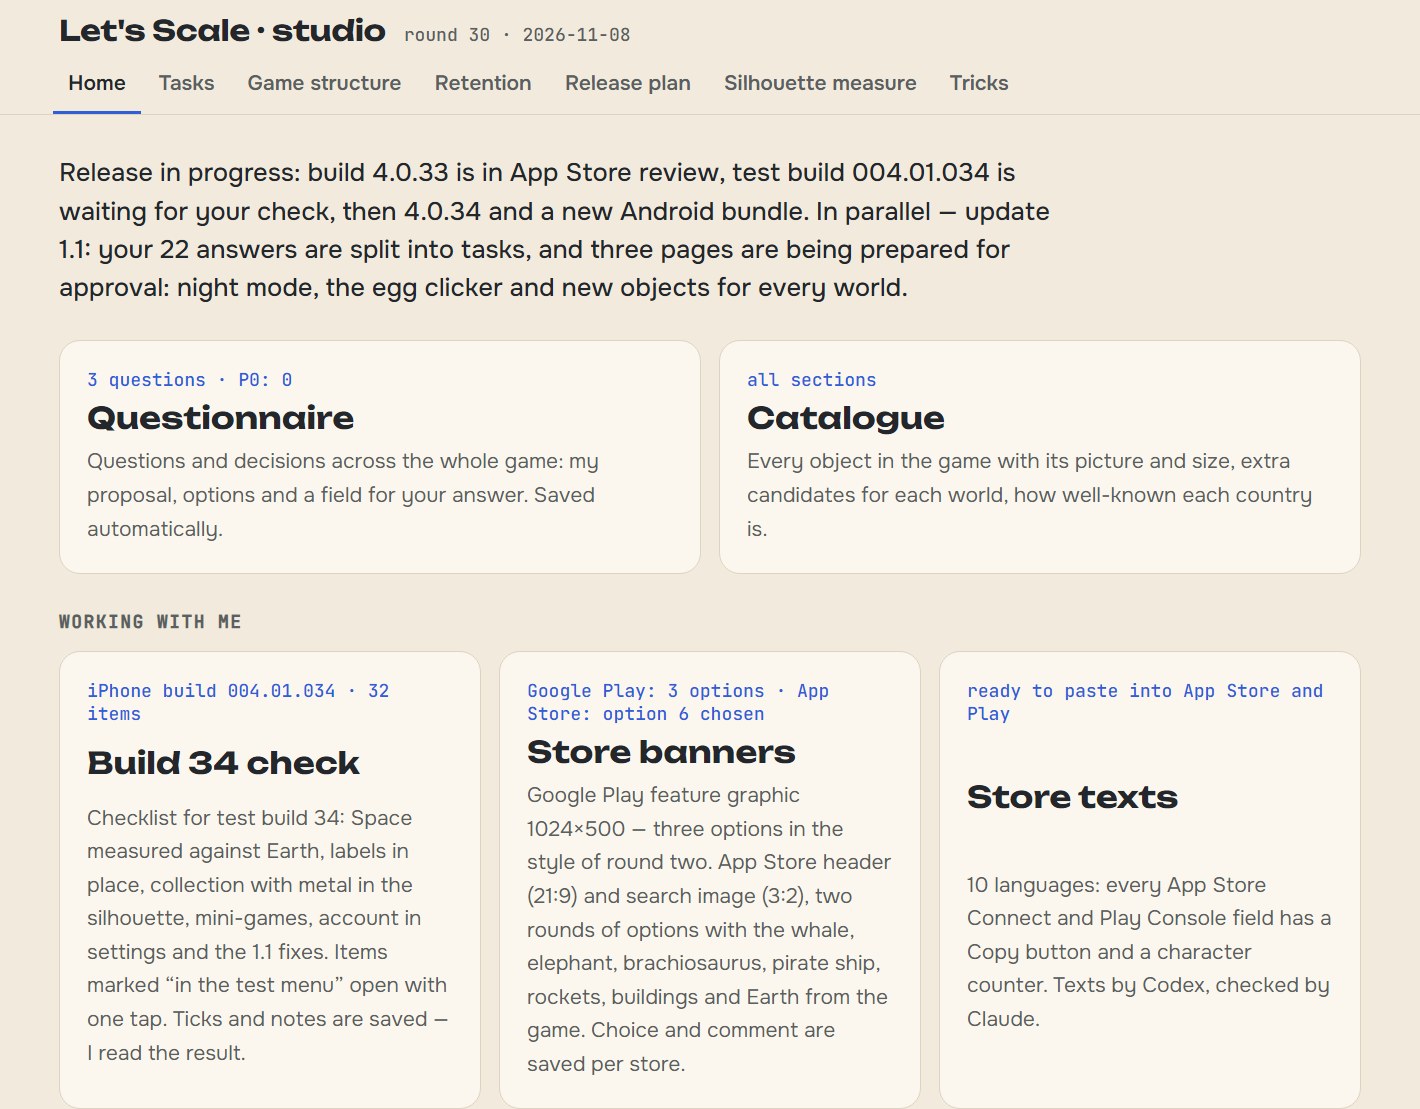 Let's Scale · studio round 30 · 2026-11-08
Home Tasks Game structure Retention Release plan Silhouette measure Tricks
Release in progress: build 4.0.33 is in App Store review, test build 004.01.034 is
waiting for your check, then 4.0.34 and a new Android bundle. In parallel — update
1.1: your 22 answers are split into tasks, and three pages are being prepared for
approval: night mode, the egg clicker and new objects for every world.
3 questions · P0: 0
Questionnaire
Questions and decisions across the whole game: my
proposal, options and a field for your answer. Saved
automatically.
all sections
Catalogue
Every object in the game with its picture and size, extra
candidates for each world, how well-known each country
is.
WORKING WITH ME
iPhone build 004.01.034 · 32
items
Build 34 check
Checklist for test build 34: Space
measured against Earth, labels in
place, collection with metal in the
silhouette, mini-games, account in
settings and the 1.1 fixes. Items
marked “in the test menu” open with
one tap. Ticks and notes are saved —
I read the result.
Google Play: 3 options · App
Store: option 6 chosen
Store banners
Google Play feature graphic
1024×500 — three options in the
style of round two. App Store header
(21:9) and search image (3:2), two
rounds of options with the whale,
elephant, brachiosaurus, pirate ship,
rockets, buildings and Earth from the
game. Choice and comment are
saved per store.
ready to paste into App Store and
Play
Store texts
10 languages: every App Store
Connect and Play Console field has a
Copy button and a character
counter. Texts by Codex, checked by
Claude.